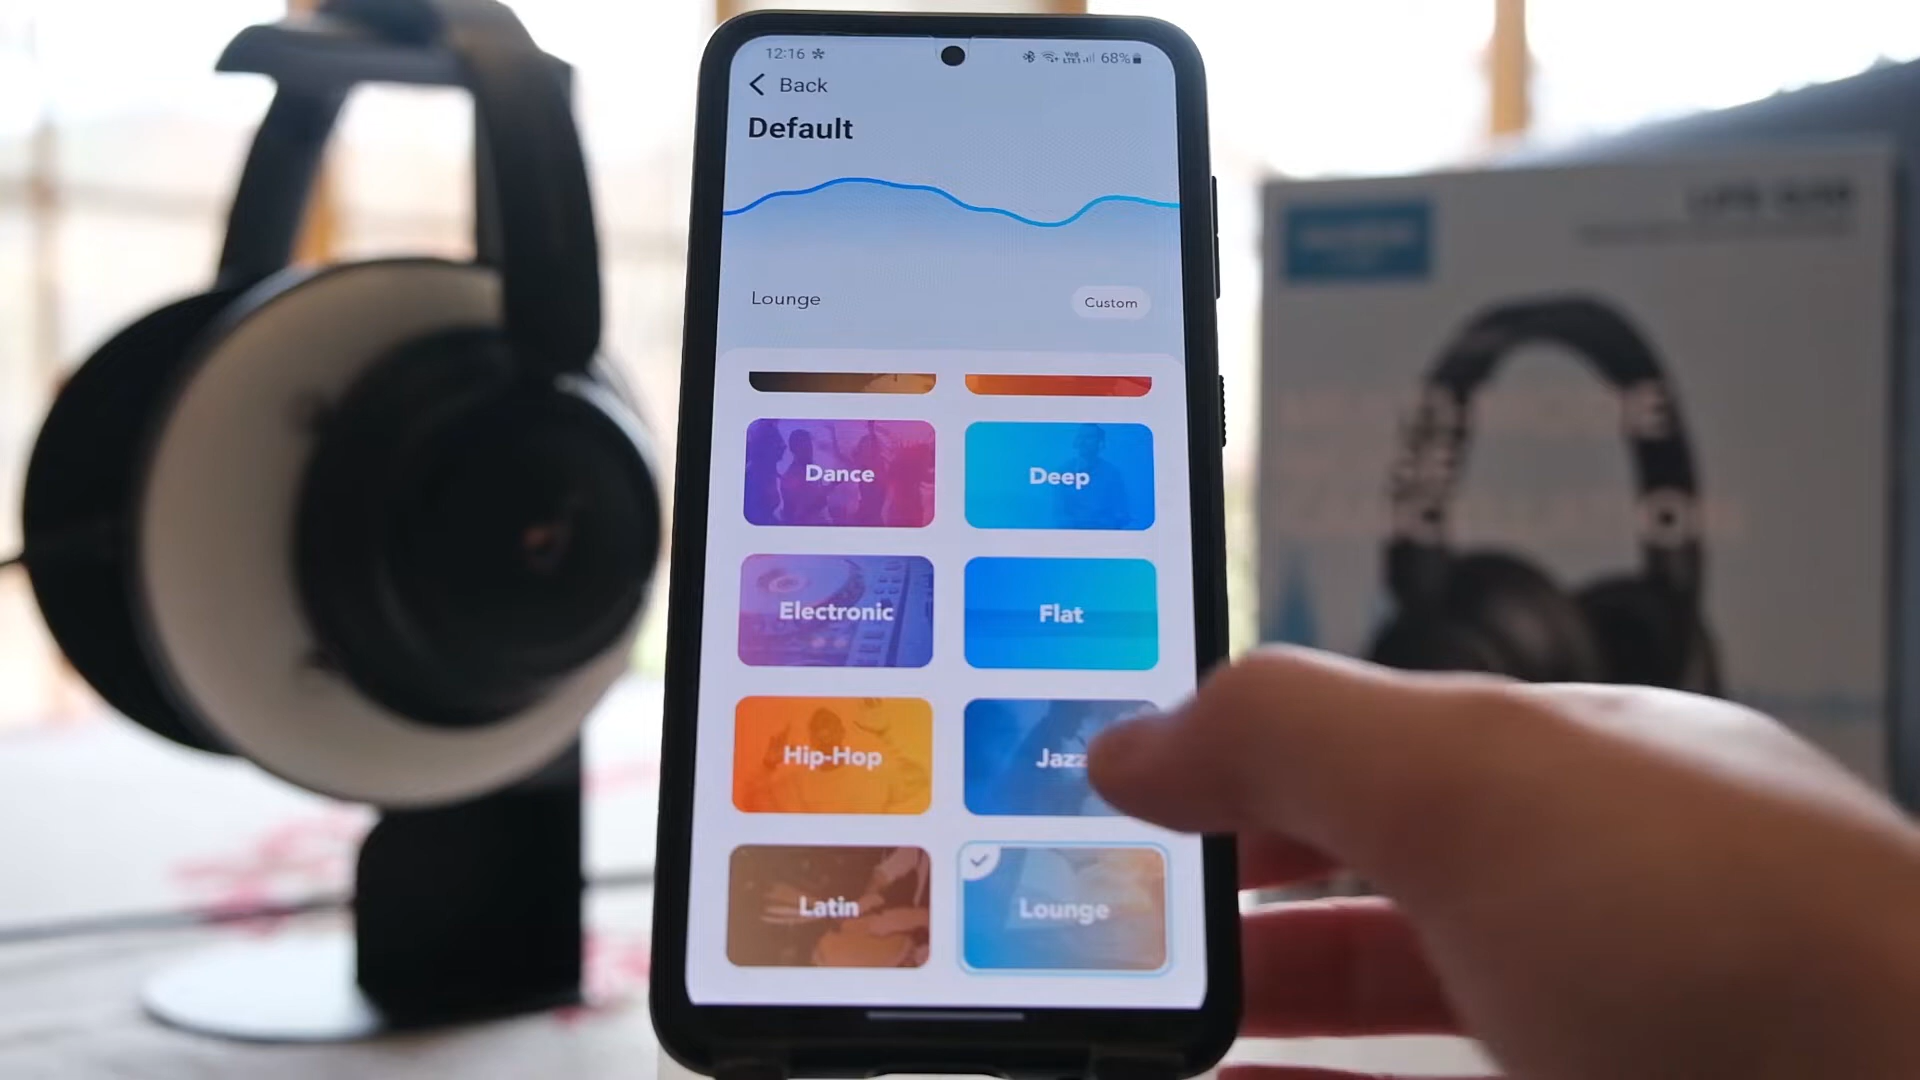 12:16
68%
Back
Default
Lounge
Custom
Dance
Deep
Electronic
Flat
Hip-Hop
Jazz
Latin
Lounge